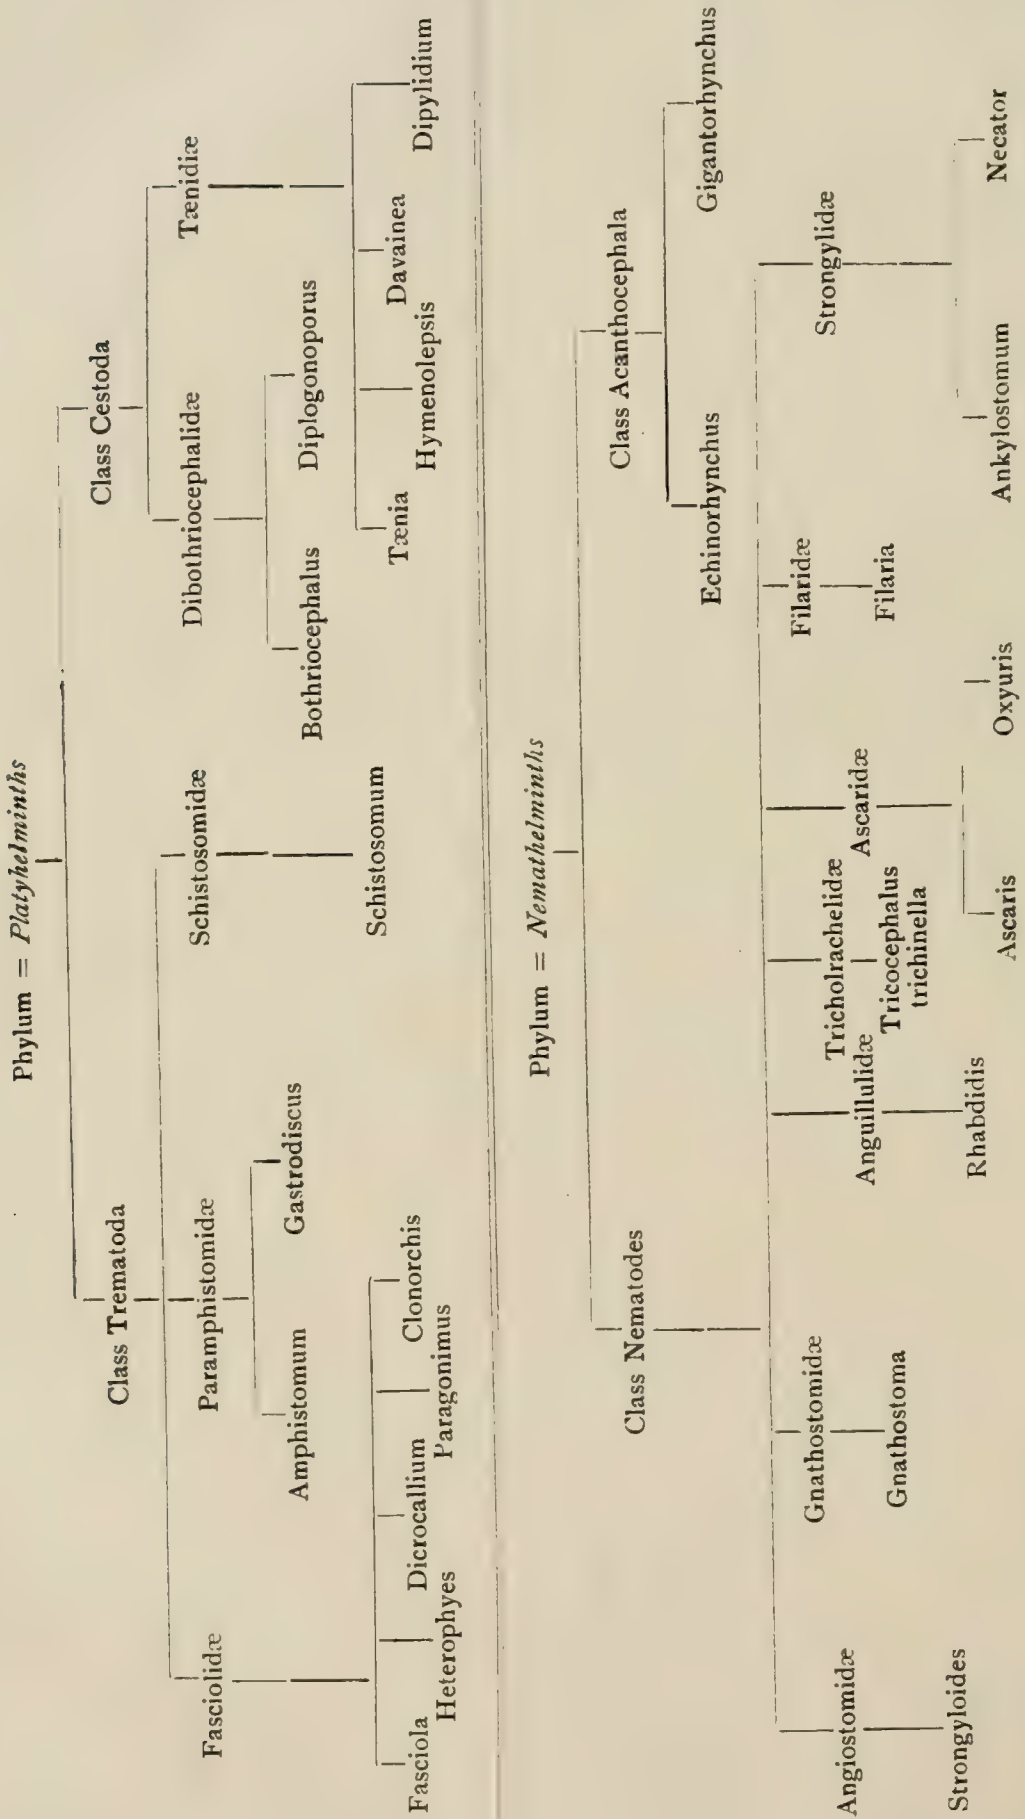 Phylum = Platyhelminths
Class Trematoda
Class Cestoda
Fasciolidæ
Paramphistomidæ
Schistosomidæ
Dibothriocephalidæ
Tænidiæ
Amphistomum
Gastrodiscus
Bothriocephalus
Diplogonoporus
Schistosomum
Fasciola
Heterophyes
Dicrocallium
Paragonimus
Clonorchis
Tænia
Hymenolepsis
Davainea
Dipylidium
Phylum = Nemathelminths
Class Nematodes
Class Acanthocephala
Echinorhynchus
Gigantorhynchus
Angiostomidæ
Gnathostomidæ
Anguillulidæ
Tricholrachelidæ
Ascaridæ
Filaridæ
Strongylidæ
Strongyloides
Gnathostoma
Rhabdidis
Tricocephalus
trichinella
Ascaris
Oxyuris
Filaria
Ankylostomum
Necator